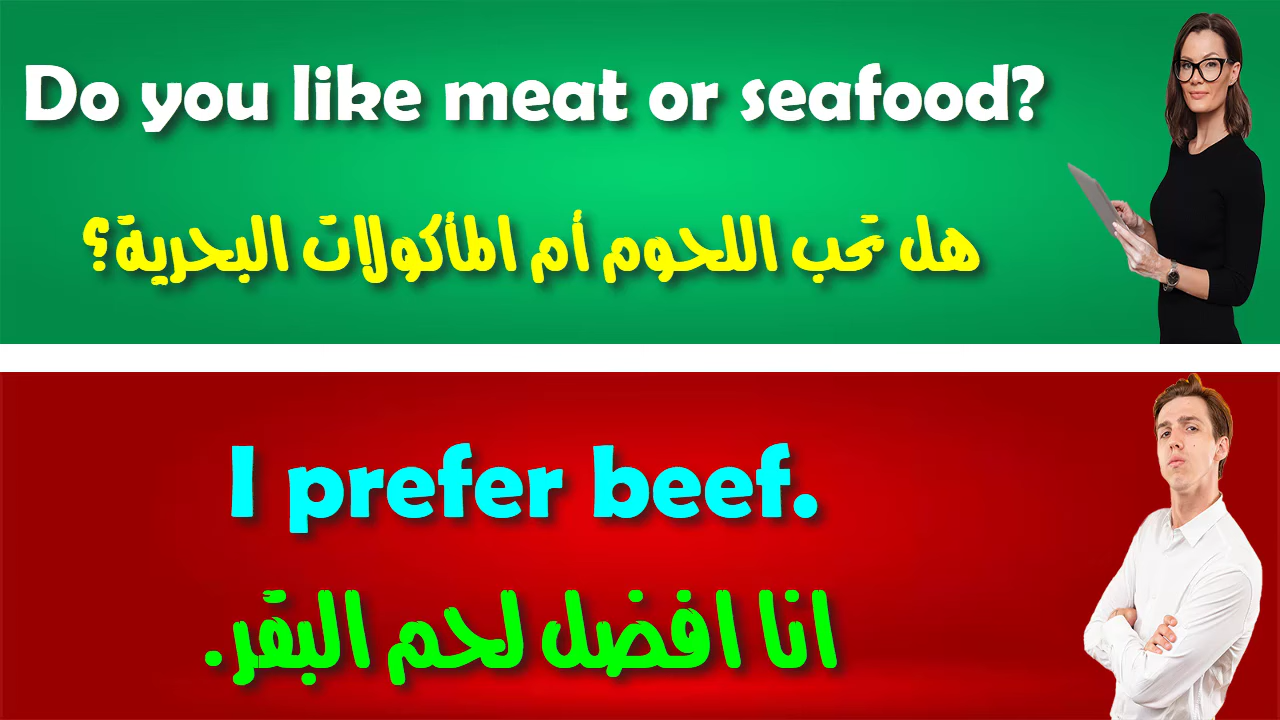 Do you like meat or seafood?
هل تحب اللحوم أم المأكولات البحرية؟
I prefer beef.
انا افضل لحم البقر.